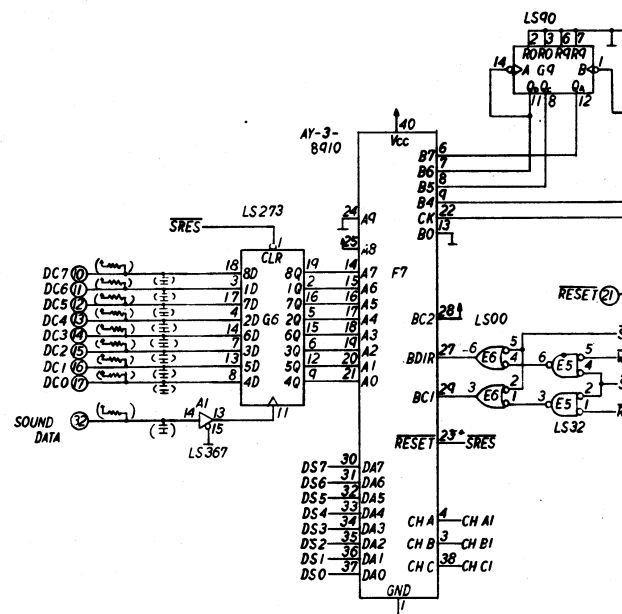 LS90
2 3 6 7
R0 R0 R9 R9
14 A G9 B 1
QD QC QA
11 8 12
40
AY-3-8910
Vcc
B7 6
B6 7
B5 8
B4 9
CK 22
B0 13
24 A9
25 A8
LS273
SRES
1
CLR
DC7 10 18 8D 8Q 19 14 A7 F7
DC6 11 3 1D 1Q 2 15 A6
DC5 12 17 7D 7Q 16 16 A5
DC4 13 4 2D G6 2Q 5 17 A4
DC3 14 14 6D 6Q 15 18 A3
DC2 15 7 3D 3Q 6 19 A2
DC1 16 13 5D 5Q 12 20 A1
DC0 17 8 4D 4Q 9 21 A0
11
SOUND DATA 32 14 A1 13
15
LS367
RESET 21
BC2 28
LS00
BDIR 27 6 E6 5 4 6 E5 5 4
BC1 29 3 E6 2 1 3 E5 2 1
LS32
RESET 23 SRES
DS7 30 DA7
DS6 31 DA6
DS5 32 DA5
DS4 33 DA4
DS3 34 DA3
DS2 35 DA2
DS1 36 DA1
DS0 37 DA0
CH A 4 CH A1
CH B 3 CH B1
CH C 38 CH C1
GND
1